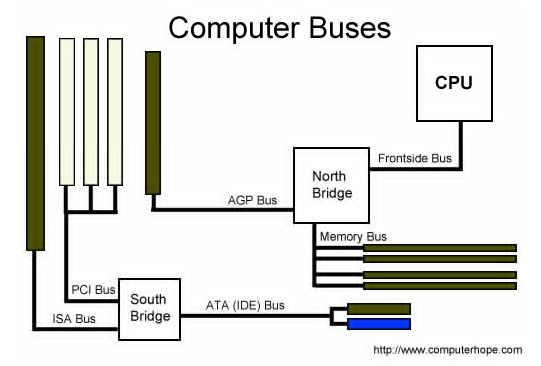 Computer Buses
CPU
Frontside Bus
North
Bridge
AGP Bus
Memory Bus
PCI Bus
South
Bridge
ATA (IDE) Bus
ISA Bus
http://www.computerhope.com